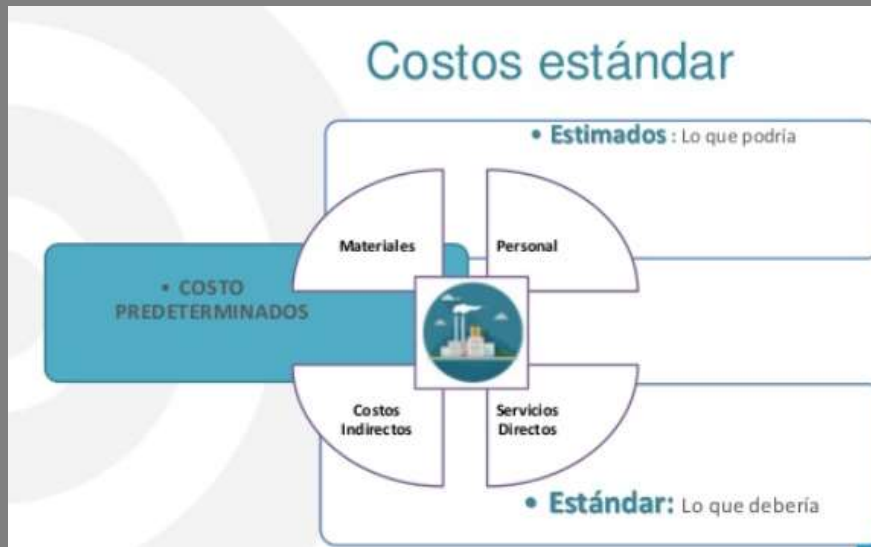 Costos estándar
• Estimados : Lo que podría
Materiales
Personal
• COSTO
PREDETERMINADOS
Costos
Indirectos
Servicios
Directos
• Estándar: Lo que debería